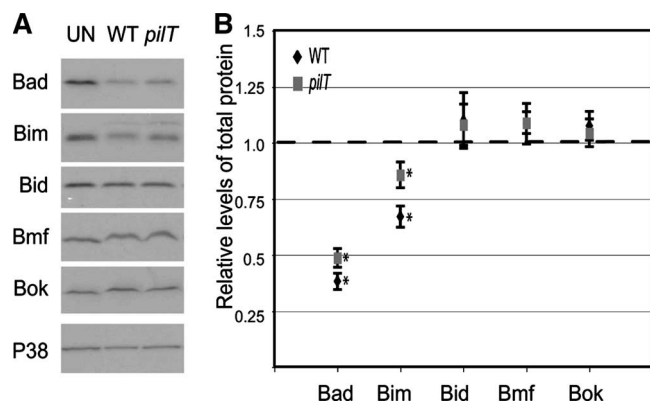 A
UN WT pilT
Bad
Bim
Bid
Bmf
Bok
P38
B
WT
pilT
Relative levels of total protein
1.5
1.25
1.0
0.75
0.5
0.25
*
*
*
*
Bad Bim Bid Bmf Bok